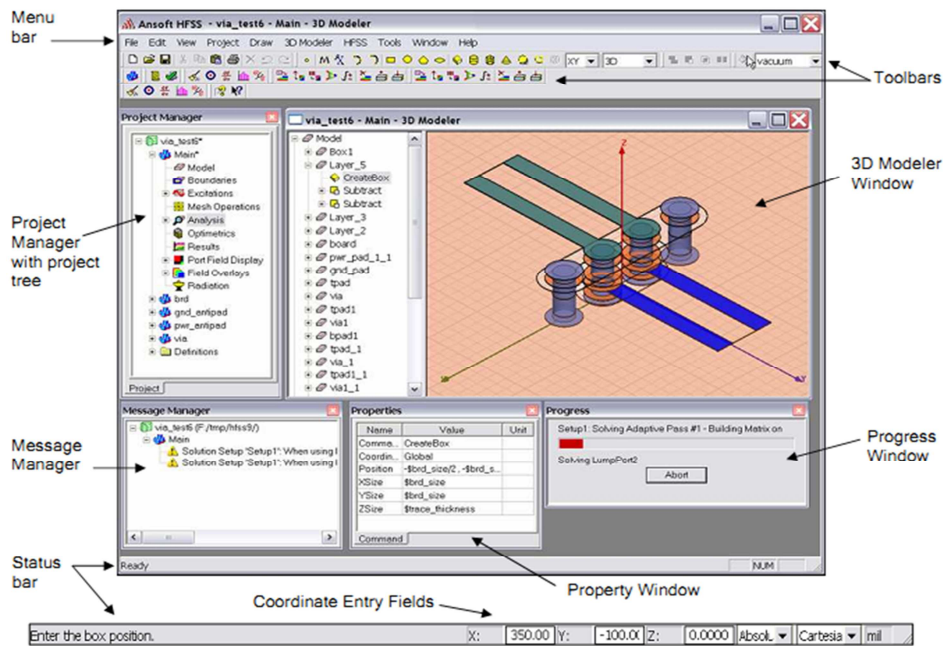 Menu bar
Ansoft HFSS - via_test6 - Main - 3D Modeler
File Edit View Project Draw 3D Modeler HFSS Tools Window Help
XY 3D vacuum
Toolbars
Project Manager
via_test6*
Main*
Model
Boundaries
Excitations
Mesh Operations
Analysis
Optimetrics
Results
Port Field Display
Field Overlays
Radiation
brd
gnd_antipad
pwr_antipad
via
Definitions
Project
Project Manager with project tree
via_test6 - Main - 3D Modeler
Model
Box1
Layer_5
CreateBox
Subtract
Subtract
Layer_3
Layer_2
board
pwr_pad_1_1
gnd_pad
tpad
via
tpad1
via1
bpad1
tpad_1
via_1
tpad1_1
via1_1
Z
3D Modeler Window
Message Manager
via_test6 (F:/tmp/hfss9/)
Main
Solution Setup "Setup1": When using l
Solution Setup "Setup1": When using l
Message Manager
Properties
Name Value Unit
Comma... CreateBox
Coordin... Global
Position -$brd_size/2 , -$brd_s...
XSize $brd_size
YSize $brd_size
ZSize $trace_thickness
Command
Progress
Setup1: Solving Adaptive Pass #1 - Building Matrix on
Solving LumpPort2
Abort
Progress Window
Status bar
Ready NUM
Property Window
Coordinate Entry Fields
Enter the box position. X: 350.00 Y: -100.0( Z: 0.0000 Absolu Cartesia mil